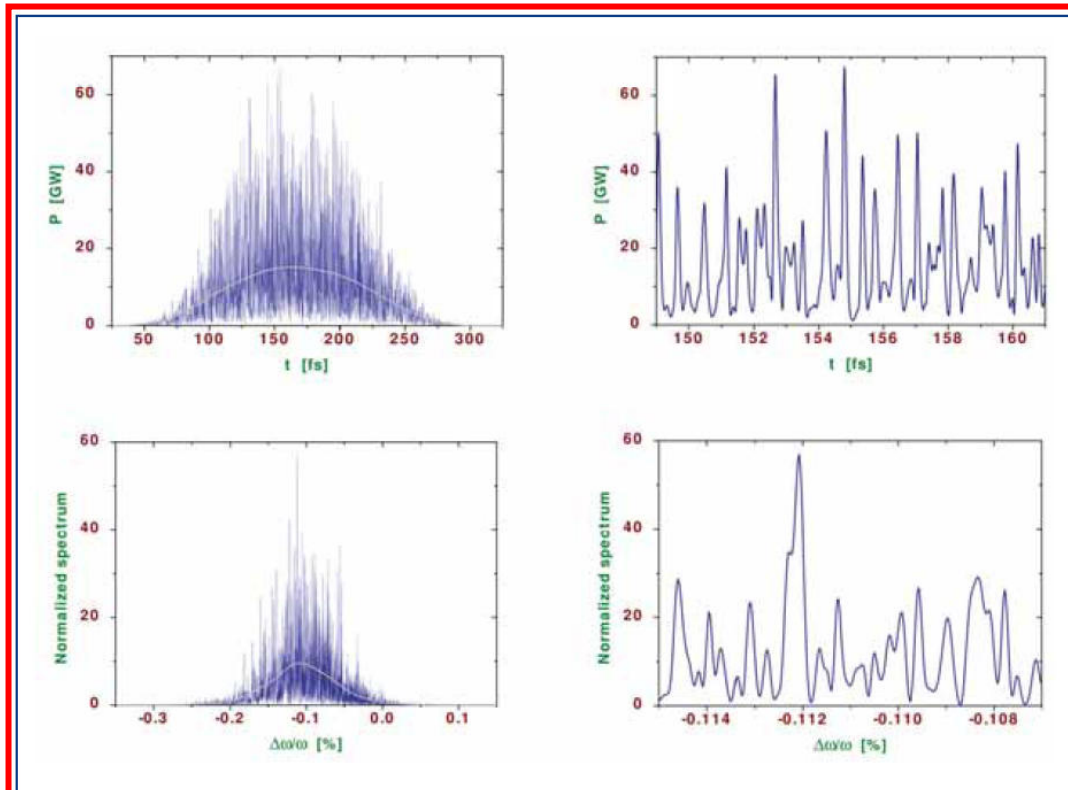 60
40
20
0
P [GW]
50 100 150 200 250 300
t [fs]
60
40
20
0
P [GW]
150 152 154 156 158 160
t [fs]
60
40
20
0
Normalized spectrum
-0.3 -0.2 -0.1 0.0 0.1
Δω/ω [%]
60
40
20
0
Normalized spectrum
-0.114 -0.112 -0.110 -0.108
Δω/ω [%]